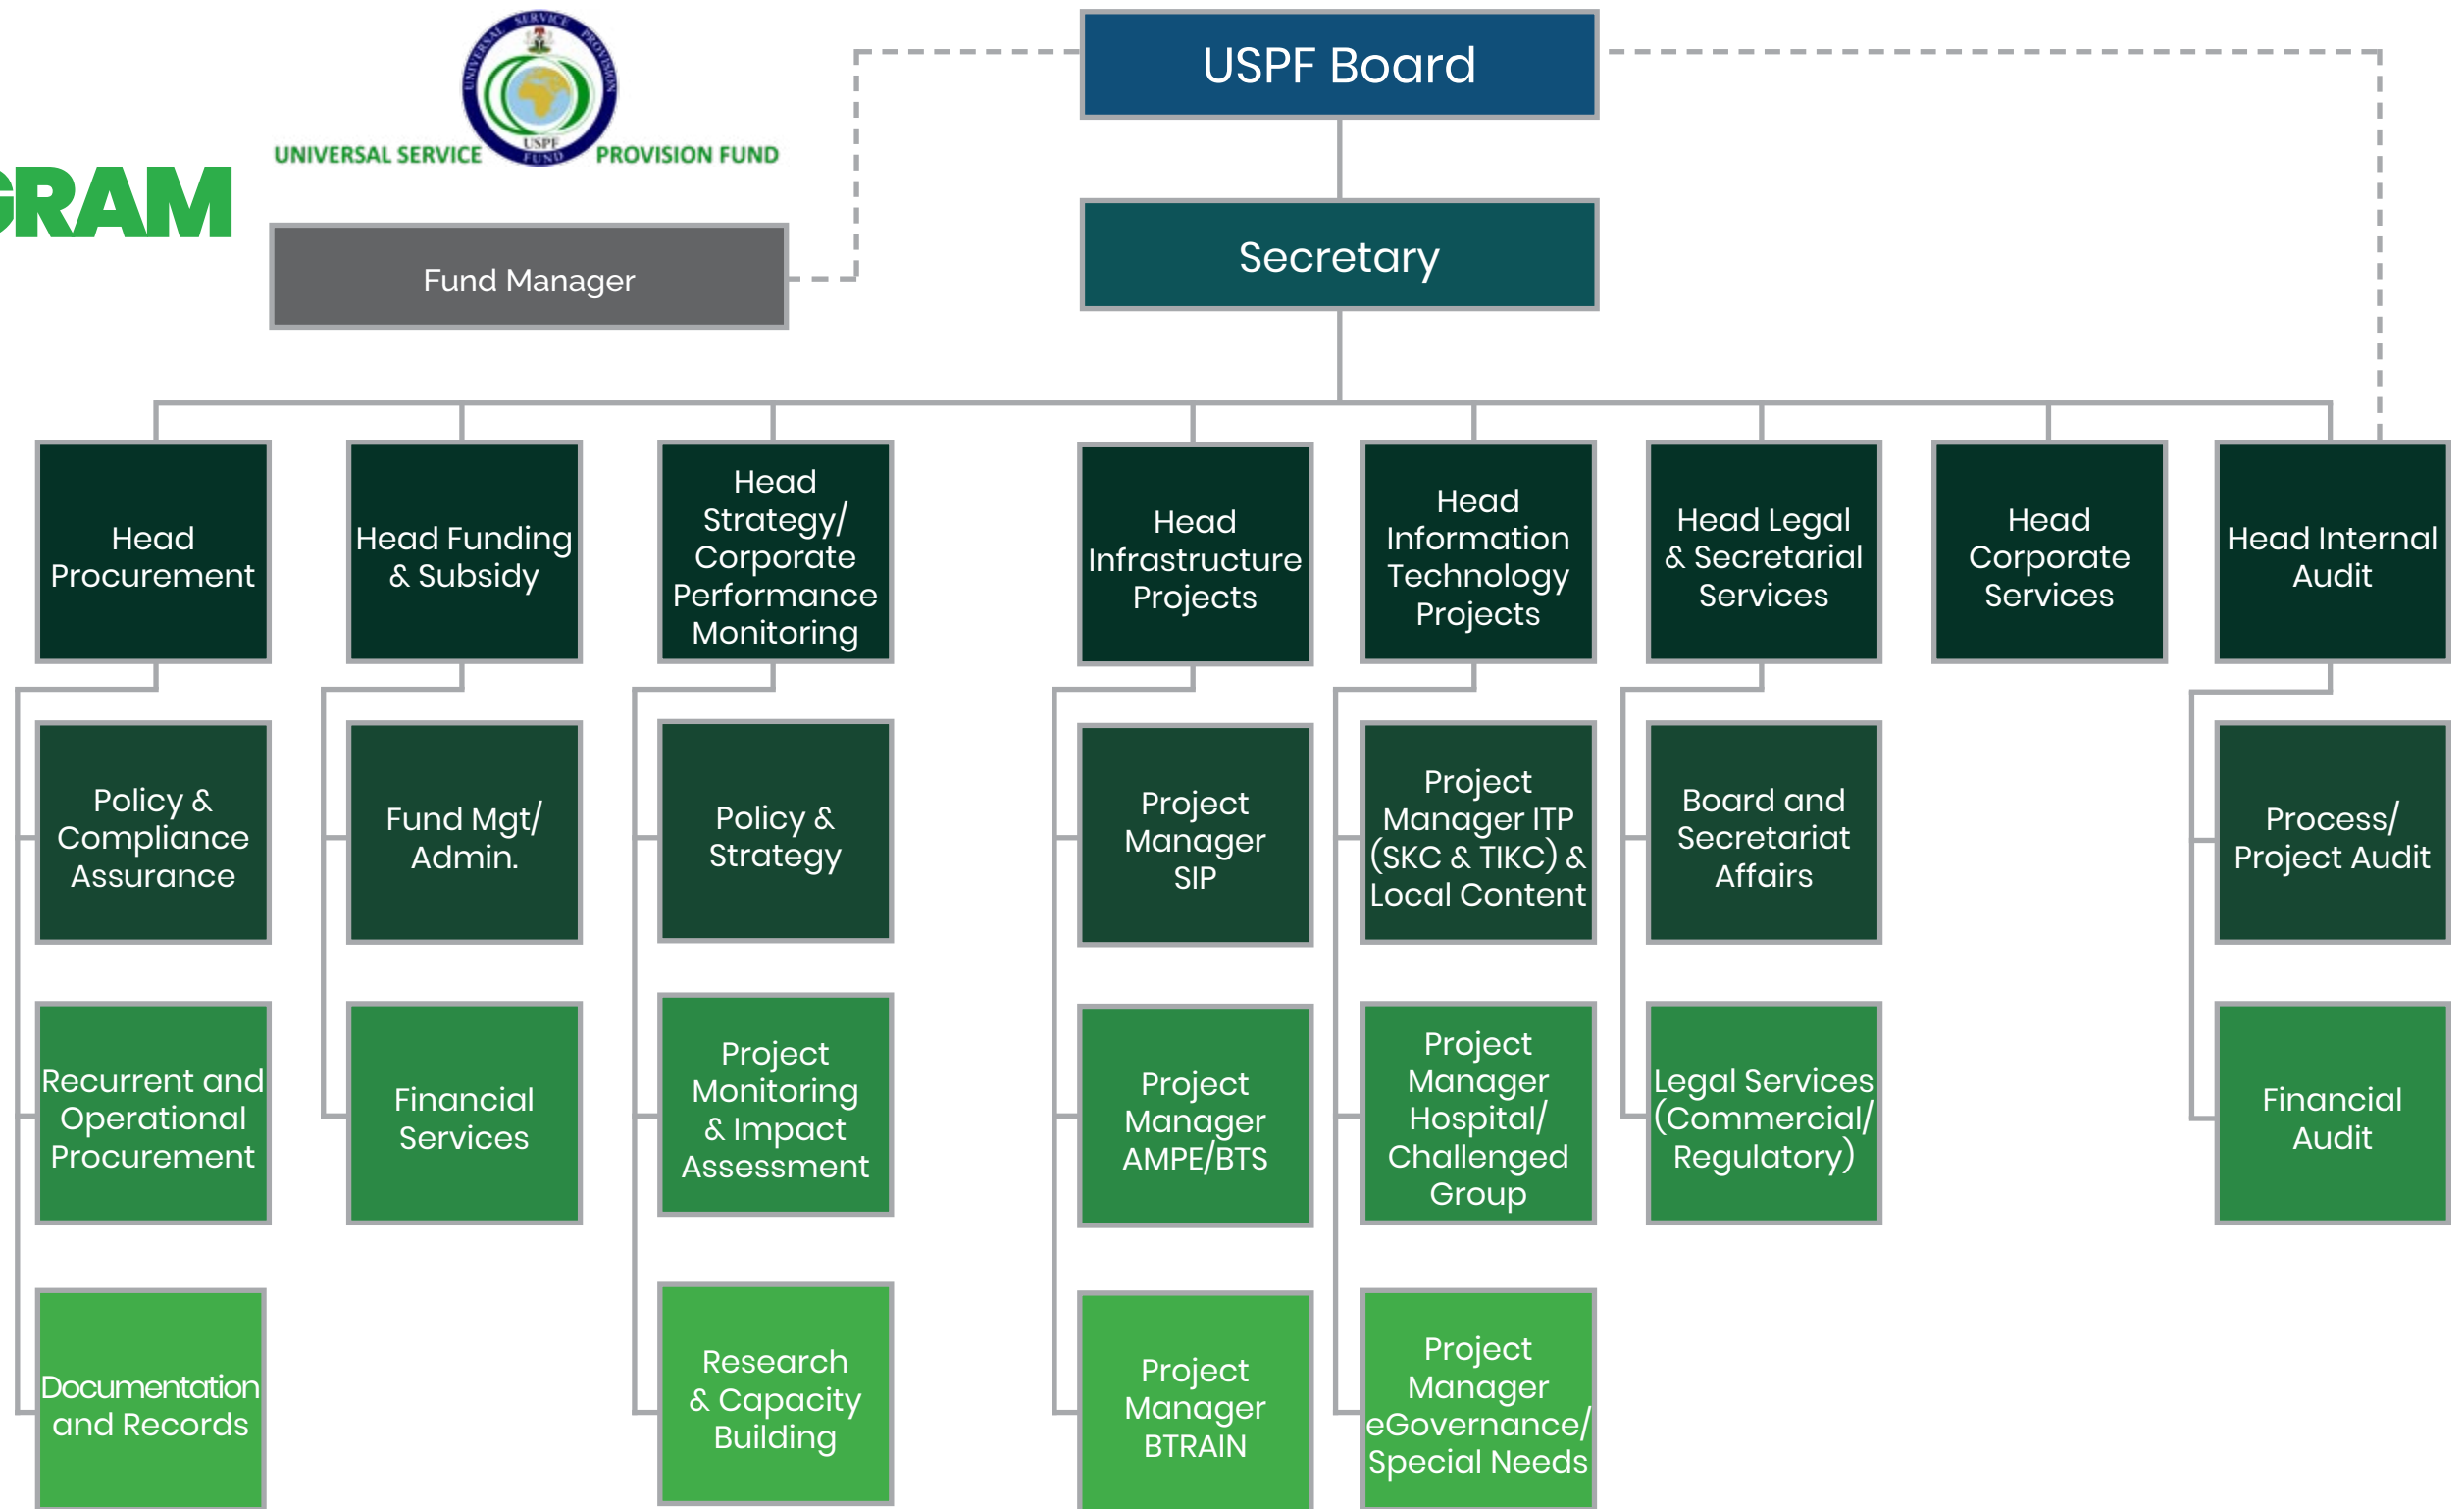 UNIVERSAL SERVICE PROVISION
USPF
FUND
UNIVERSAL SERVICE
PROVISION FUND
GRAM
USPF Board
Secretary
Fund Manager
Head
Procurement
Head Funding
& Subsidy
Head
Strategy/
Corporate
Performance
Monitoring
Head
Infrastructure
Projects
Head
Information
Technology
Projects
Head Legal
& Secretarial
Services
Head
Corporate
Services
Head Internal
Audit
Policy &
Compliance
Assurance
Fund Mgt/
Admin.
Policy &
Strategy
Project
Manager
SIP
Project
Manager ITP
(SKC & TIKC) &
Local Content
Board and
Secretariat
Affairs
Process/
Project Audit
Recurrent and
Operational
Procurement
Financial
Services
Project
Monitoring
& Impact
Assessment
Project
Manager
AMPE/BTS
Project
Manager
Hospital/
Challenged
Group
Legal Services
(Commercial/
Regulatory)
Financial
Audit
Documentation
and Records
Research
& Capacity
Building
Project
Manager
BTRAIN
Project
Manager
eGovernance/
Special Needs